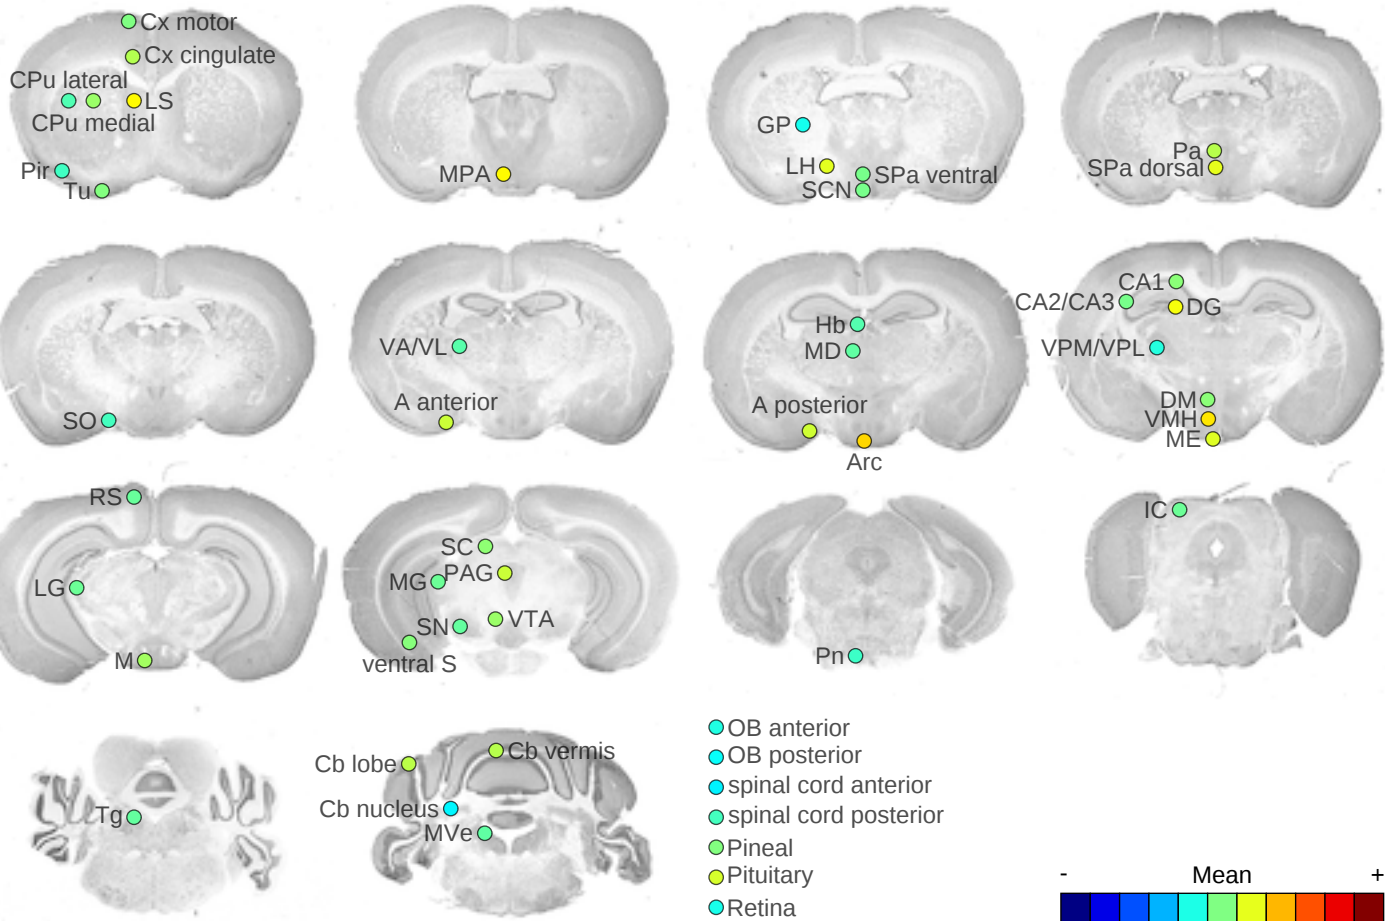 Cx motor
Cx cingulate
CPu lateral
LS
CPu medial
Pir
Tu
MPA
GP
LH
SPa ventral
SCN
Pa
SPa dorsal
SO
VA/VL
A anterior
Hb
MD
A posterior
Arc
CA1
CA2/CA3
DG
VPM/VPL
DM
VMH
ME
RS
LG
M
SC
MG
PAG
SN
VTA
ventral S
Pn
IC
Tg
Cb lobe
Cb vermis
Cb nucleus
MVe
OB anterior
OB posterior
spinal cord anterior
spinal cord posterior
Pineal
Pituitary
Retina
- Mean +